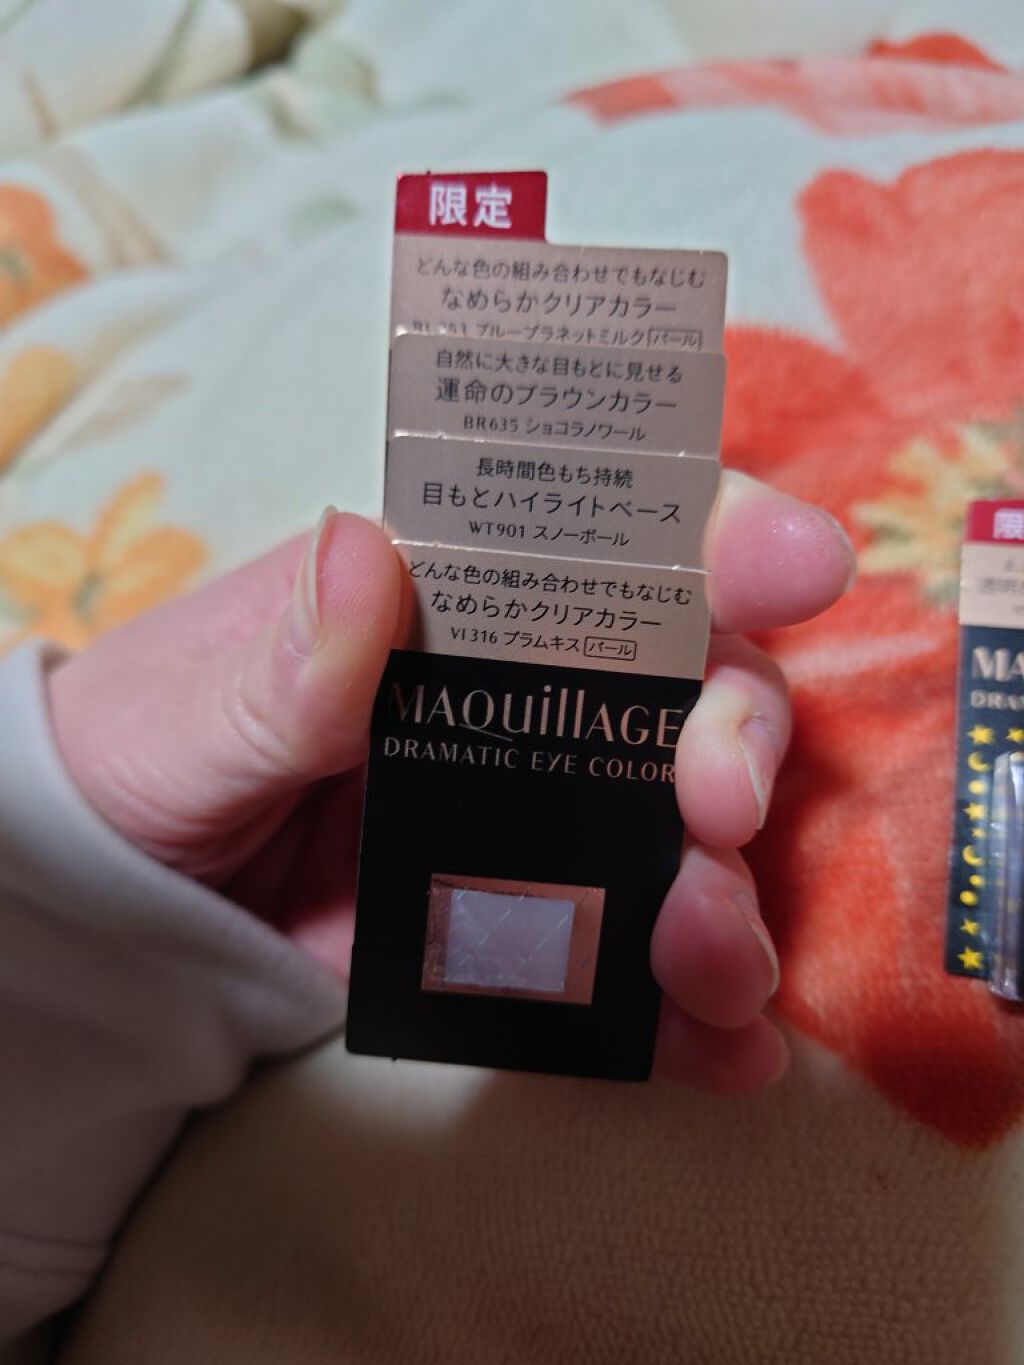 限定
どんな色の組み合わせでもなじむ
なめらかクリアカラー
ブループラネットミルク パール
自然に大きな目もとに見せる
運命のブラウンカラー
BR635 ショコラノワール
長時間色もち持続
目もとハイライトベース
WT901 スノーボール
どんな色の組み合わせでもなじむ
なめらかクリアカラー
VI316 プラムキス パール
MAQuillAGE
DRAMATIC EYE COLOR
限
MA
DRA